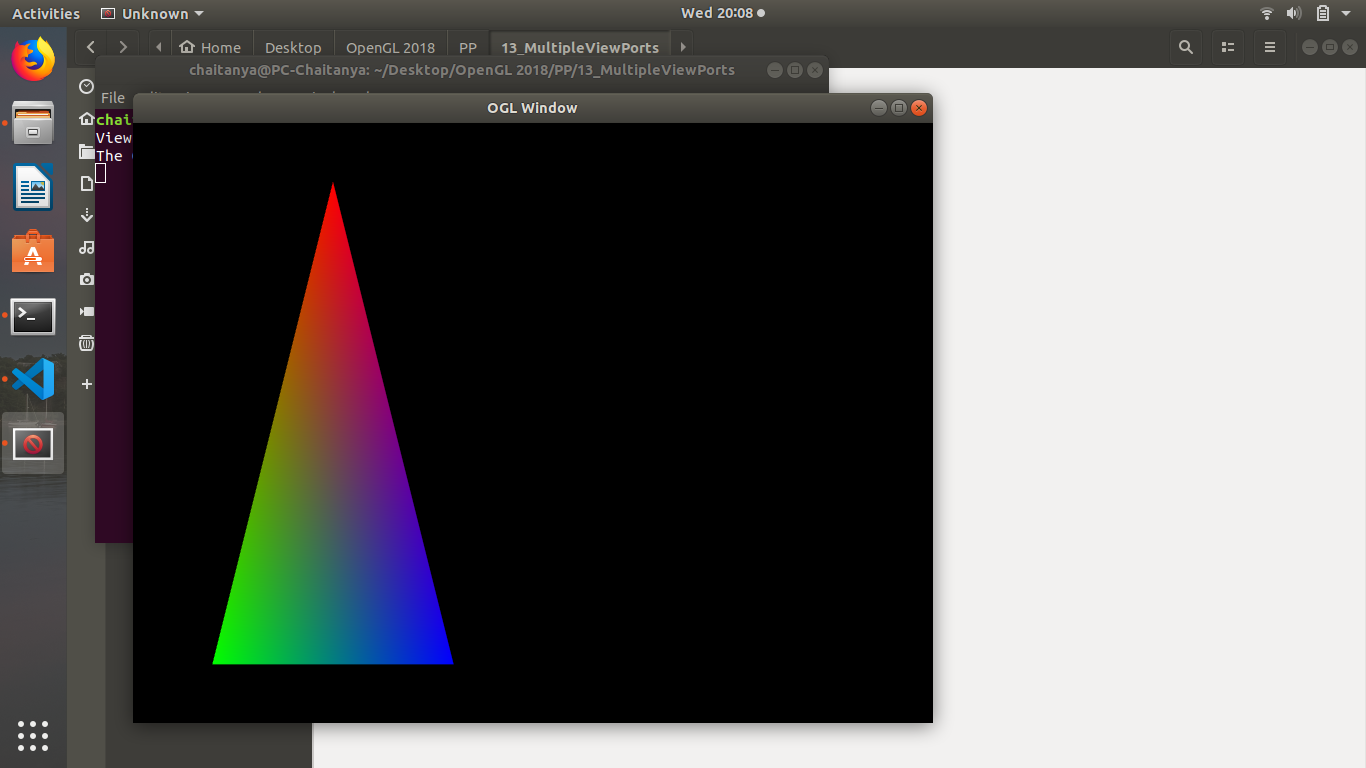 Activities Unknown Wed 20:08
Home Desktop OpenGL 2018 PP 13_MultipleViewPorts
chaitanya@PC-Chaitanya: ~/Desktop/OpenGL 2018/PP/13_MultipleViewPorts
File
OGL Window
chai
View
The